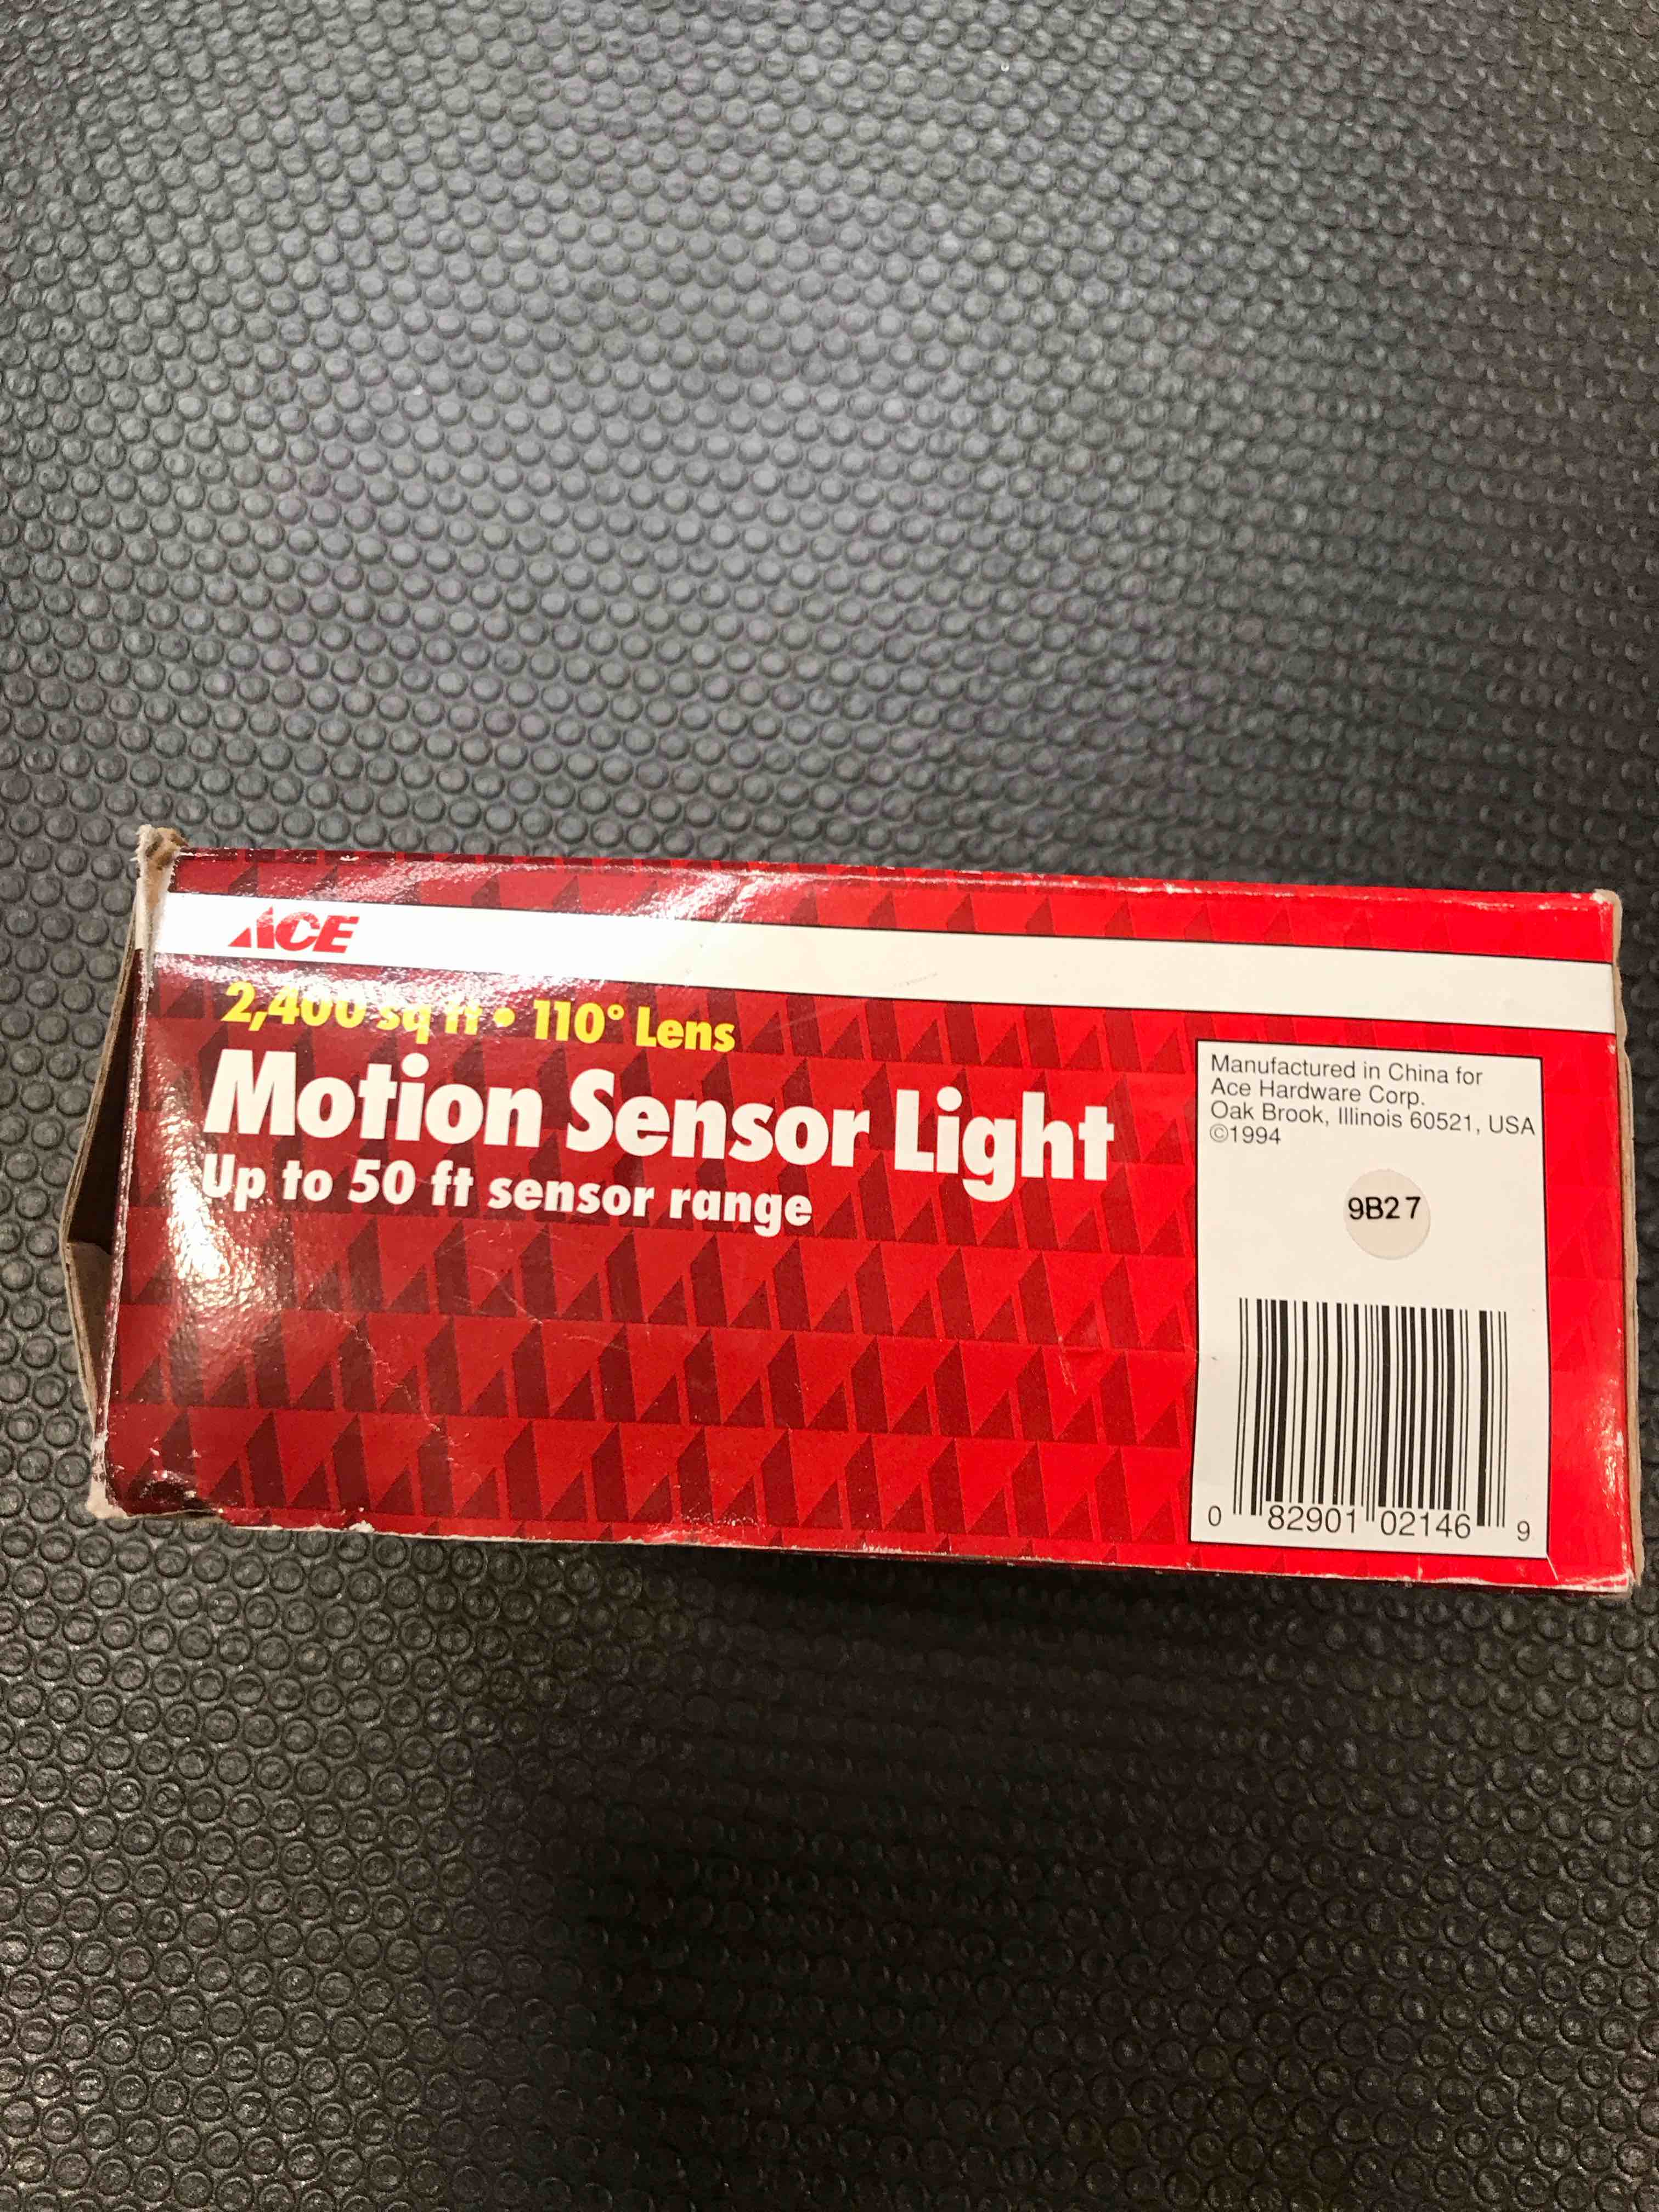 ACE
2,400 sq ft • 110° Lens
Motion Sensor Light
Up to 50 ft sensor range
Manufactured in China for
Ace Hardware Corp.
Oak Brook, Illinois 60521, USA
©1994
9B27
0 82901 02146 9